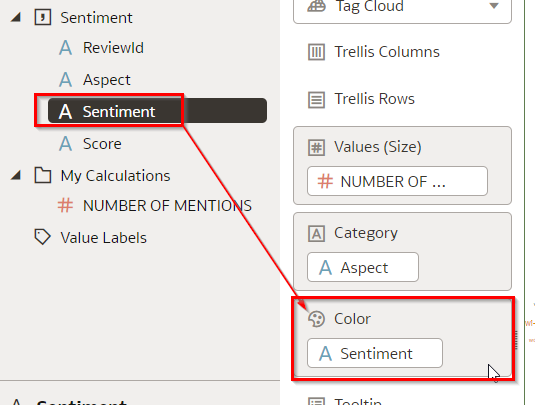 Sentiment
ReviewId
Aspect
A Sentiment
Score
My Calculations
# NUMBER OF MENTIONS
Value Labels
Sentiment
Tag Cloud
Trellis Columns
Trellis Rows
Values (Size)
# NUMBER OF ...
Category
A Aspect
Color
A Sentiment
Tooltip